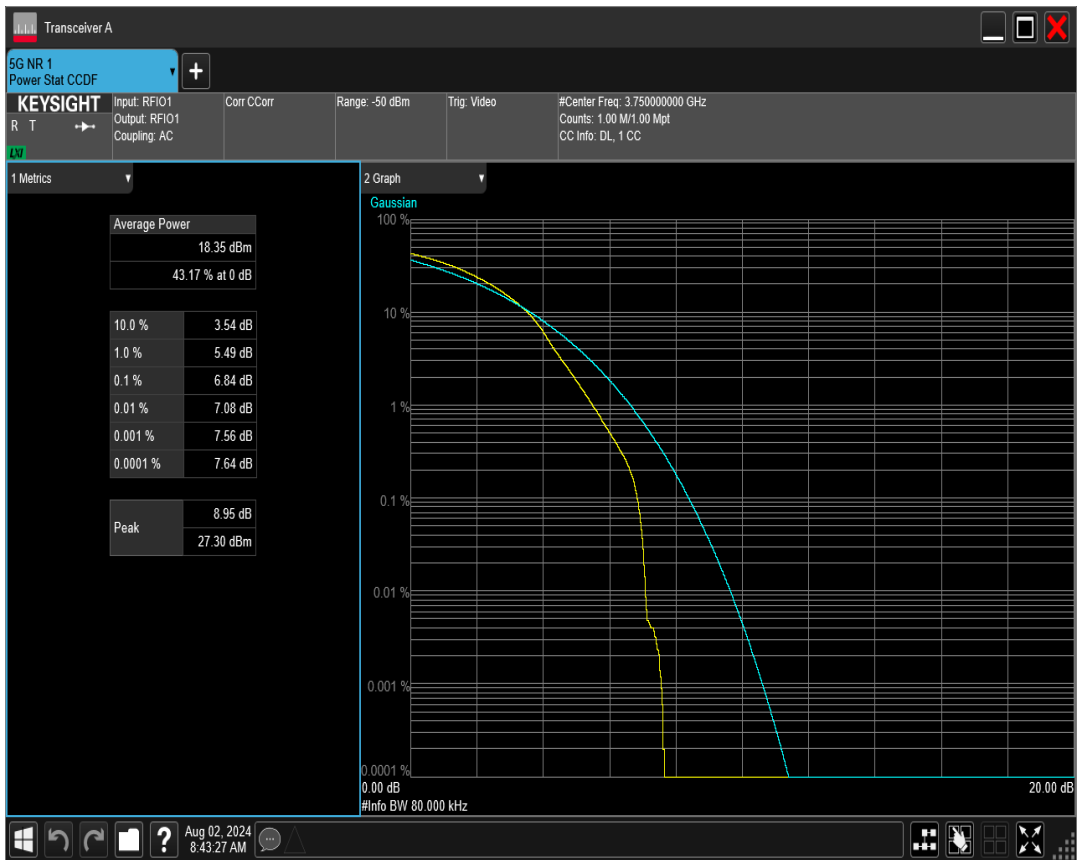 Transceiver A
5G NR 1
Power Stat CCDF
KEYSIGHT
R T
LXI
Input: RFIO1
Output: RFIO1
Coupling: AC
Corr CCorr
Range: -50 dBm
Trig: Video
#Center Freq: 3.750000000 GHz
Counts: 1.00 M/1.00 Mpt
CC Info: DL, 1 CC
1 Metrics
Average Power
18.35 dBm
43.17 % at 0 dB
10.0 % 3.54 dB
1.0 % 5.49 dB
0.1 % 6.84 dB
0.01 % 7.08 dB
0.001 % 7.56 dB
0.0001 % 7.64 dB
Peak
8.95 dB
27.30 dBm
2 Graph
Gaussian
100 %
10 %
1 %
0.1 %
0.01 %
0.001 %
0.0001 %
0.00 dB
20.00 dB
#Info BW 80.000 kHz
?
Aug 02, 2024
8:43:27 AM